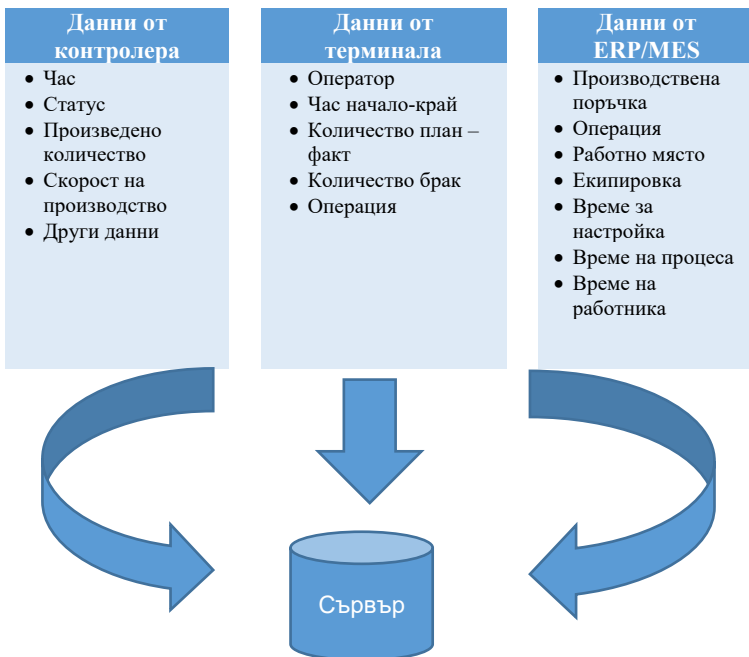 Данни от
контролера
• Час
• Статус
• Произведено
количество
• Скорост на
производство
• Други данни
Данни от
терминала
• Оператор
• Час начало-край
• Количество план –
факт
• Количество брак
• Операция
Данни от
ERP/MES
• Производствена
поръчка
• Операция
• Работно място
• Екипировка
• Време за
настройка
• Време на процеса
• Време на
работника
Сървър